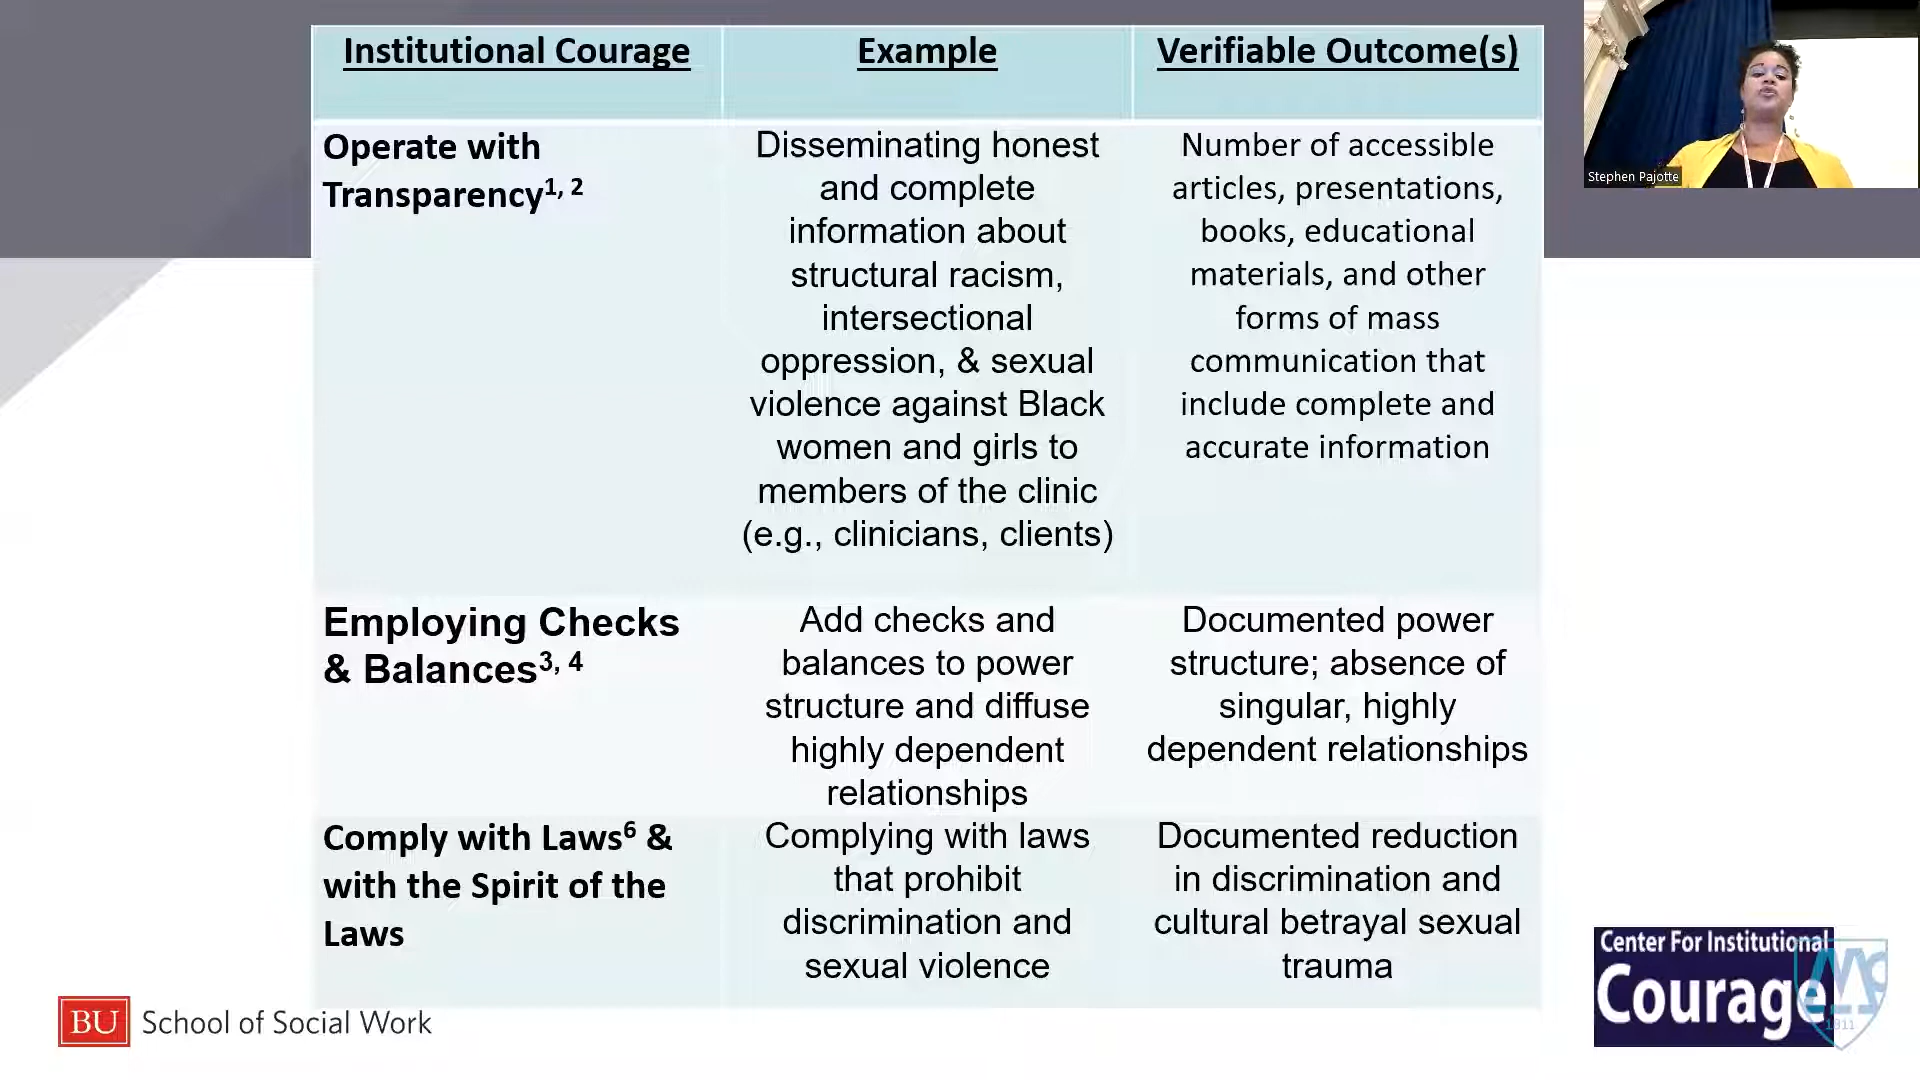 Institutional Courage
Example
Verifiable Outcome(s)
Operate with
Transparency1, 2
Disseminating honest
and complete
information about
structural racism,
intersectional
oppression, & sexual
violence against Black
women and girls to
members of the clinic
(e.g., clinicians, clients)
Number of accessible
articles, presentations,
books, educational
materials, and other
forms of mass
communication that
include complete and
accurate information
Employing Checks
& Balances3, 4
Add checks and
balances to power
structure and diffuse
highly dependent
relationships
Documented power
structure; absence of
singular, highly
dependent relationships
Comply with Laws6 &
with the Spirit of the
Laws
Complying with laws
that prohibit
discrimination and
sexual violence
Documented reduction
in discrimination and
cultural betrayal sexual
trauma
Stephen Pajotte
BU School of Social Work
Center For Institutional
Courage
1811